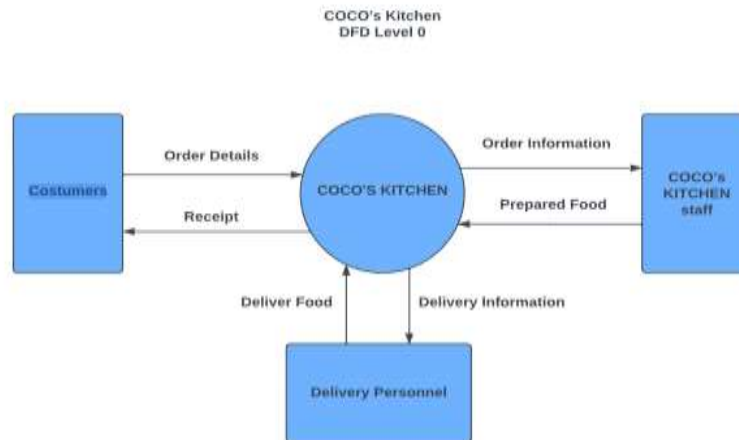 COCO's Kitchen
DFD Level 0
Order Details
Order Information
Costumers
COCO'S KITCHEN
COCO's
KITCHEN
staff
Receipt
Prepared Food
Deliver Food
Delivery Information
Delivery Personnel